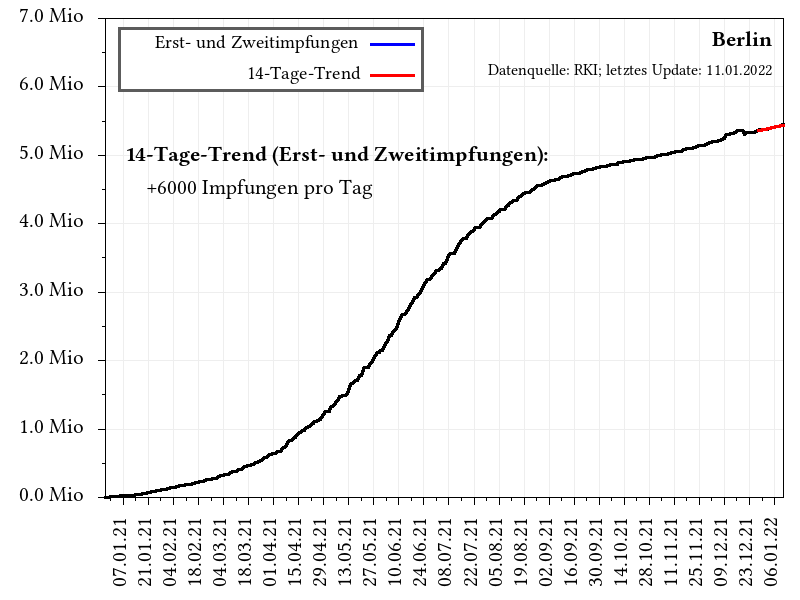 7.0 Mio
6.0 Mio
5.0 Mio
4.0 Mio
3.0 Mio
2.0 Mio
1.0 Mio
0.0 Mio
Erst- und Zweitimpfungen
14-Tage-Trend
Berlin
Datenquelle: RKI; letztes Update: 11.01.2022
14-Tage-Trend (Erst- und Zweitimpfungen):
+6000 Impfungen pro Tag
07.01.21
21.01.21
04.02.21
18.02.21
04.03.21
18.03.21
01.04.21
15.04.21
29.04.21
13.05.21
27.05.21
10.06.21
24.06.21
08.07.21
22.07.21
05.08.21
19.08.21
02.09.21
16.09.21
30.09.21
14.10.21
28.10.21
11.11.21
25.11.21
09.12.21
23.12.21
06.01.22